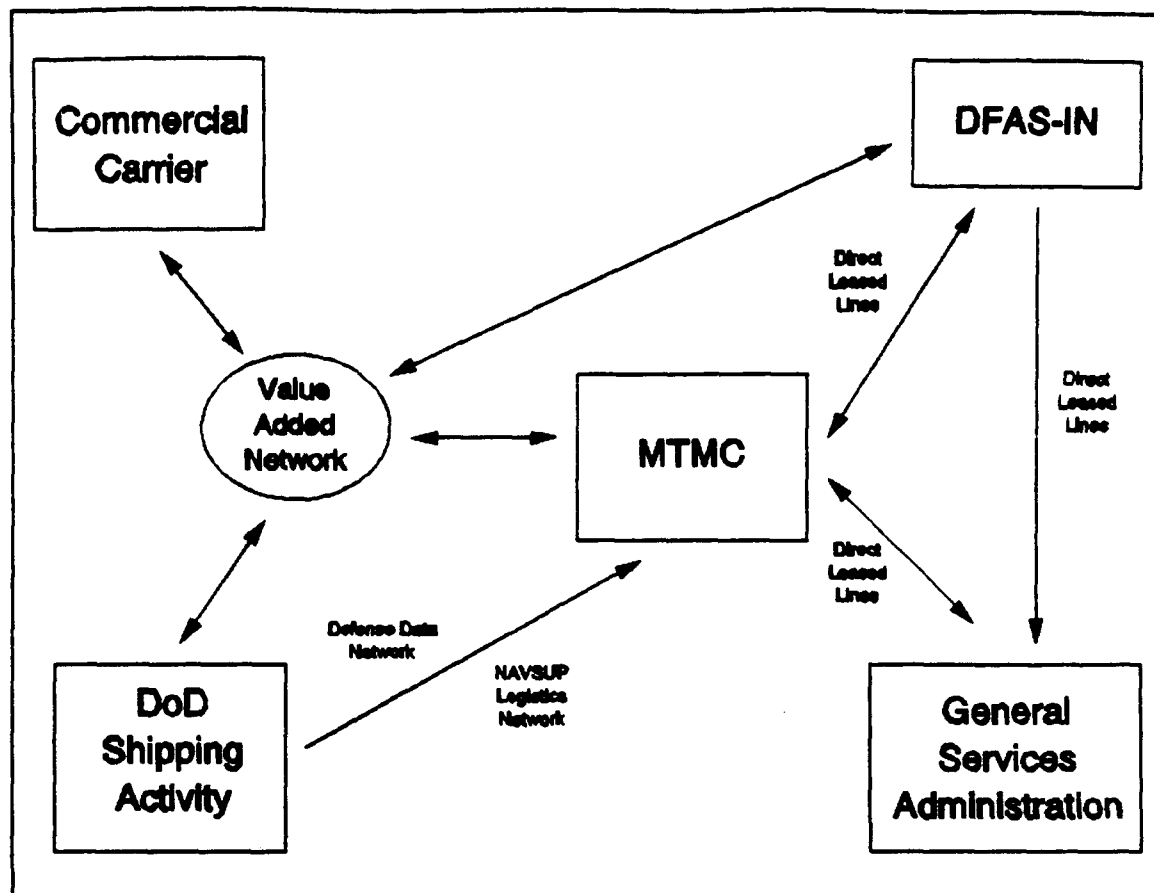 Commercial
Carrier
DFAS-IN
Direct
Leased
Lines
Value
Added
Network
MTMC
Direct
Leased
Lines
Direct
Leased
Lines
Defense Data
Network
NAVSUP
Logistics
Network
DoD
Shipping
Activity
General
Services
Administration